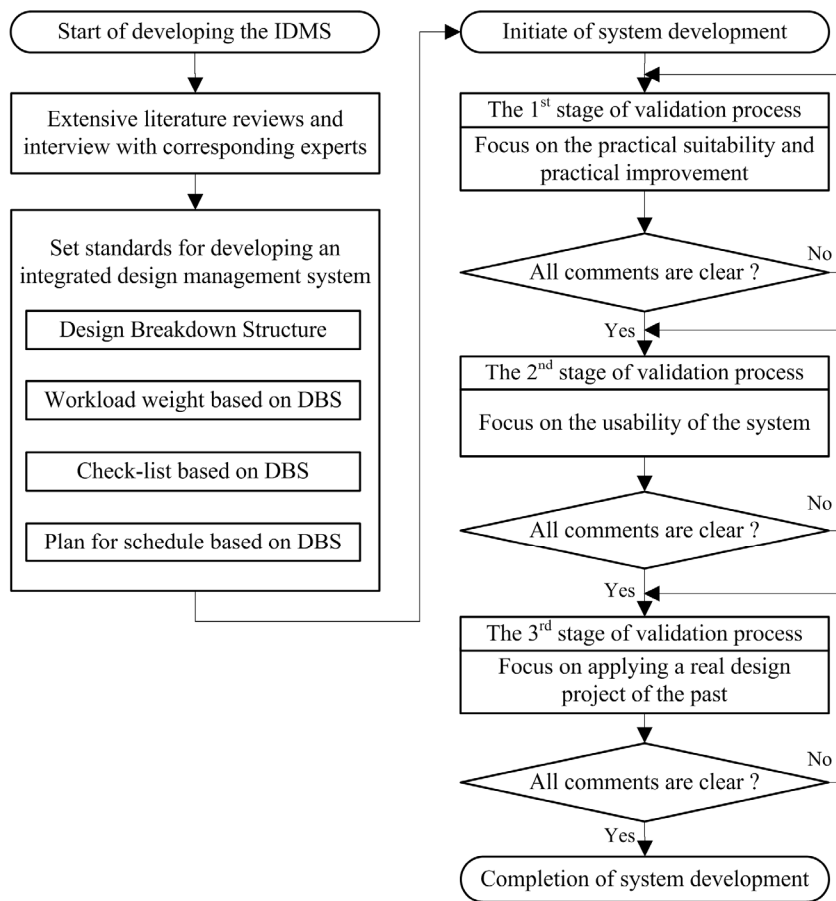 Start of developing the IDMS
Extensive literature reviews and
interview with corresponding experts
Set standards for developing an
integrated design management system
Design Breakdown Structure
Workload weight based on DBS
Check-list based on DBS
Plan for schedule based on DBS
Initiate of system development
The 1st stage of validation process
Focus on the practical suitability and
practical improvement
All comments are clear ?
No
Yes
The 2nd stage of validation process
Focus on the usability of the system
All comments are clear ?
No
Yes
The 3rd stage of validation process
Focus on applying a real design
project of the past
All comments are clear ?
No
Yes
Completion of system development